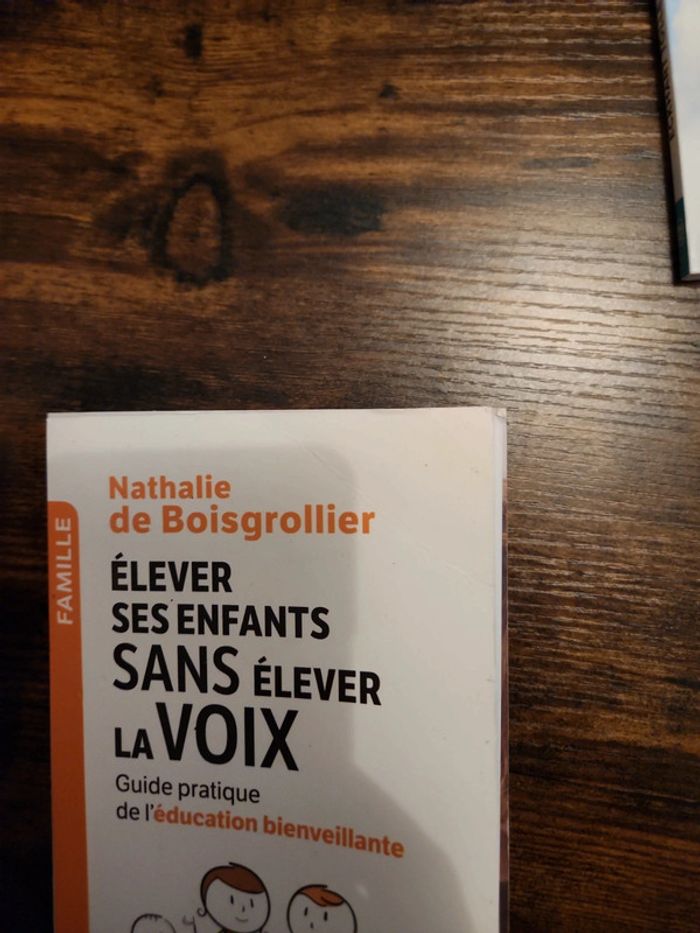 Nathalie
de Boisgrollier
FAMILLE
ÉLEVER
SES ENFANTS
SANS ÉLEVER
LA VOIX
Guide pratique
de l'éducation bienveillante